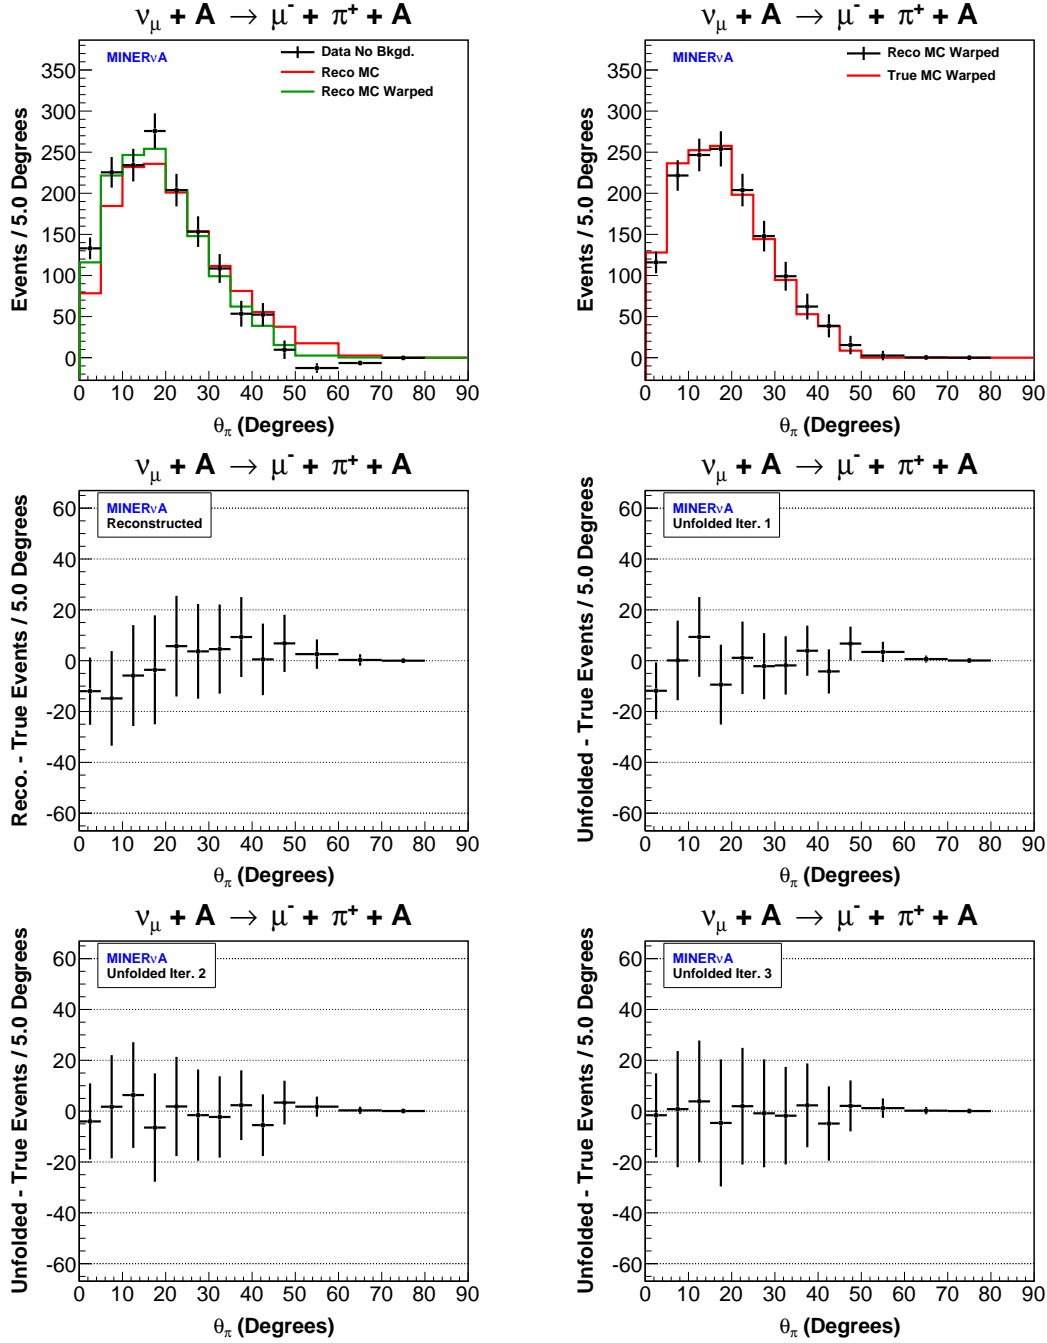 νμ + A → μ- + π+ + A
Events / 5.0 Degrees
MINERνA
Data No Bkgd.
Reco MC
Reco MC Warped
350
300
250
200
150
100
50
0
0 10 20 30 40 50 60 70 80 90
θπ (Degrees)
νμ + A → μ- + π+ + A
Events / 5.0 Degrees
MINERνA
Reco MC Warped
True MC Warped
350
300
250
200
150
100
50
0
0 10 20 30 40 50 60 70 80 90
θπ (Degrees)
νμ + A → μ- + π+ + A
Reco. - True Events / 5.0 Degrees
MINERνA
Reconstructed
60
40
20
0
-20
-40
-60
0 10 20 30 40 50 60 70 80 90
θπ (Degrees)
νμ + A → μ- + π+ + A
Unfolded - True Events / 5.0 Degrees
MINERνA
Unfolded Iter. 1
60
40
20
0
-20
-40
-60
0 10 20 30 40 50 60 70 80 90
θπ (Degrees)
νμ + A → μ- + π+ + A
Unfolded - True Events / 5.0 Degrees
MINERνA
Unfolded Iter. 2
60
40
20
0
-20
-40
-60
0 10 20 30 40 50 60 70 80 90
θπ (Degrees)
νμ + A → μ- + π+ + A
Unfolded - True Events / 5.0 Degrees
MINERνA
Unfolded Iter. 3
60
40
20
0
-20
-40
-60
0 10 20 30 40 50 60 70 80 90
θπ (Degrees)